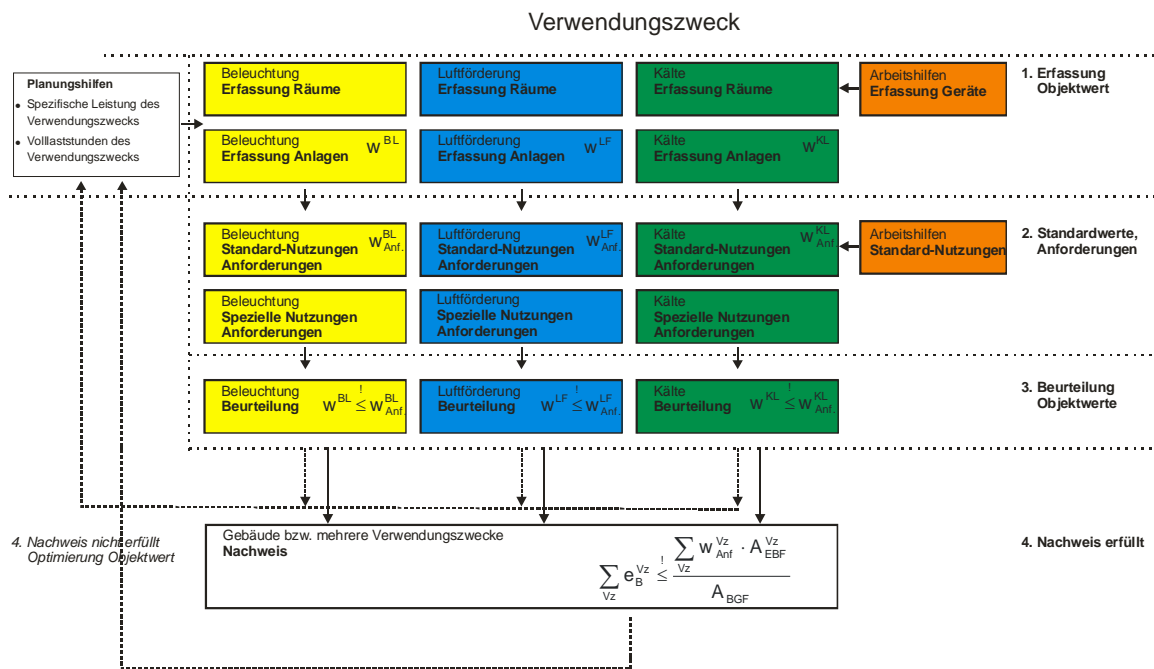 Verwendungszweck
Planungshilfen
• Spezifische Leistung des
Verwendungszwecks
• Volllaststunden des
Verwendungszwecks
Beleuchtung
Erfassung Räume
Luftförderung
Erfassung Räume
Kälte
Erfassung Räume
Arbeitshilfen
Erfassung Geräte
1. Erfassung
Objektwert
Beleuchtung
Erfassung Anlagen W^BL
Luftförderung
Erfassung Anlagen W^LF
Kälte
Erfassung Anlagen W^KL
Beleuchtung
Standard-Nutzungen W^BL_Anf.
Anforderungen
Luftförderung
Standard-Nutzungen W^LF_Anf.
Anforderungen
Kälte
Standard-Nutzungen W^KL_Anf.
Anforderungen
Arbeitshilfen
Standard-Nutzungen
2. Standardwerte,
Anforderungen
Beleuchtung
Spezielle Nutzungen
Anforderungen
Luftförderung
Spezielle Nutzungen
Anforderungen
Kälte
Spezielle Nutzungen
Anforderungen
Beleuchtung
Beurteilung W^BL ≤! W^BL_Anf.
Luftförderung
Beurteilung W^LF ≤! W^LF_Anf.
Kälte
Beurteilung W^KL ≤! W^KL_Anf.
3. Beurteilung
Objektwerte
4. Nachweis nicht erfüllt
Optimierung Objektwert
Gebäude bzw. mehrere Verwendungszwecke
Nachweis
∑_Vz e_B^Vz ≤! (∑_Vz w_Anf^Vz · A_EBF^Vz) / A_BGF
4. Nachweis erfüllt